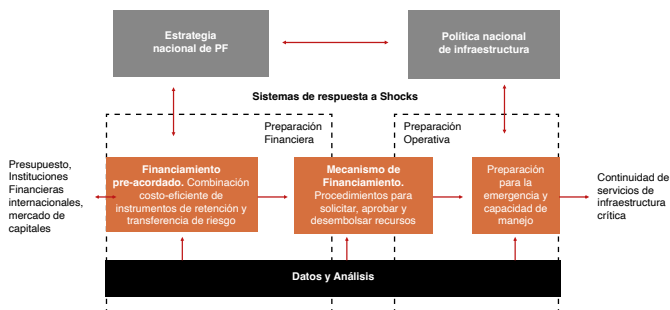 Estrategia
nacional de PF
Política nacional
de infraestructura
Sistemas de respuesta a Shocks
Preparación
Financiera
Preparación
Operativa
Presupuesto,
Instituciones
Financieras
internacionales,
mercado de
capitales
Financiamiento
pre-acordado. Combinación
costo-eficiente de
instrumentos de retención y
transferencia de riesgo
Mecanismo de
Financiamiento.
Procedimientos para
solicitar, aprobar y
desembolsar recursos
Preparación
para la
emergencia y
capacidad de
manejo
Continuidad de
servicios de
infraestructura
crítica
Datos y Análisis